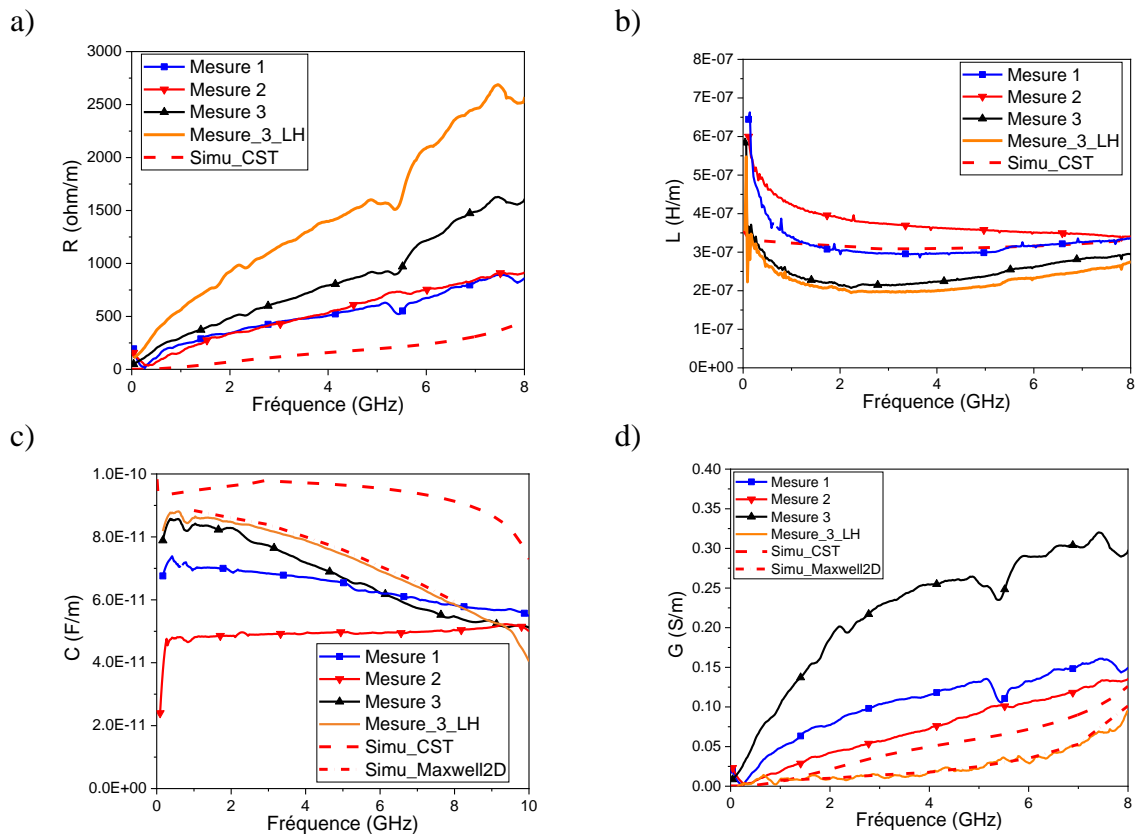 a)
3000
2500
2000
1500
1000
500
0
R (ohm/m)
Mesure 1
Mesure 2
Mesure 3
Mesure_3_LH
Simu_CST
0 2 4 6 8
Fréquence (GHz)
b)
8E-07
7E-07
6E-07
5E-07
4E-07
3E-07
2E-07
1E-07
0E+00
L (H/m)
Mesure 1
Mesure 2
Mesure 3
Mesure_3_LH
Simu_CST
0 2 4 6 8
Fréquence (GHz)
c)
1.0E-10
8.0E-11
6.0E-11
4.0E-11
2.0E-11
0.0E+00
C (F/m)
Mesure 1
Mesure 2
Mesure 3
Mesure_3_LH
Simu_CST
Simu_Maxwell2D
0 2 4 6 8 10
Fréquence (GHz)
d)
0.40
0.35
0.30
0.25
0.20
0.15
0.10
0.05
0.00
G (S/m)
Mesure 1
Mesure 2
Mesure 3
Mesure_3_LH
Simu_CST
Simu_Maxwell2D
0 2 4 6 8
Fréquence (GHz)